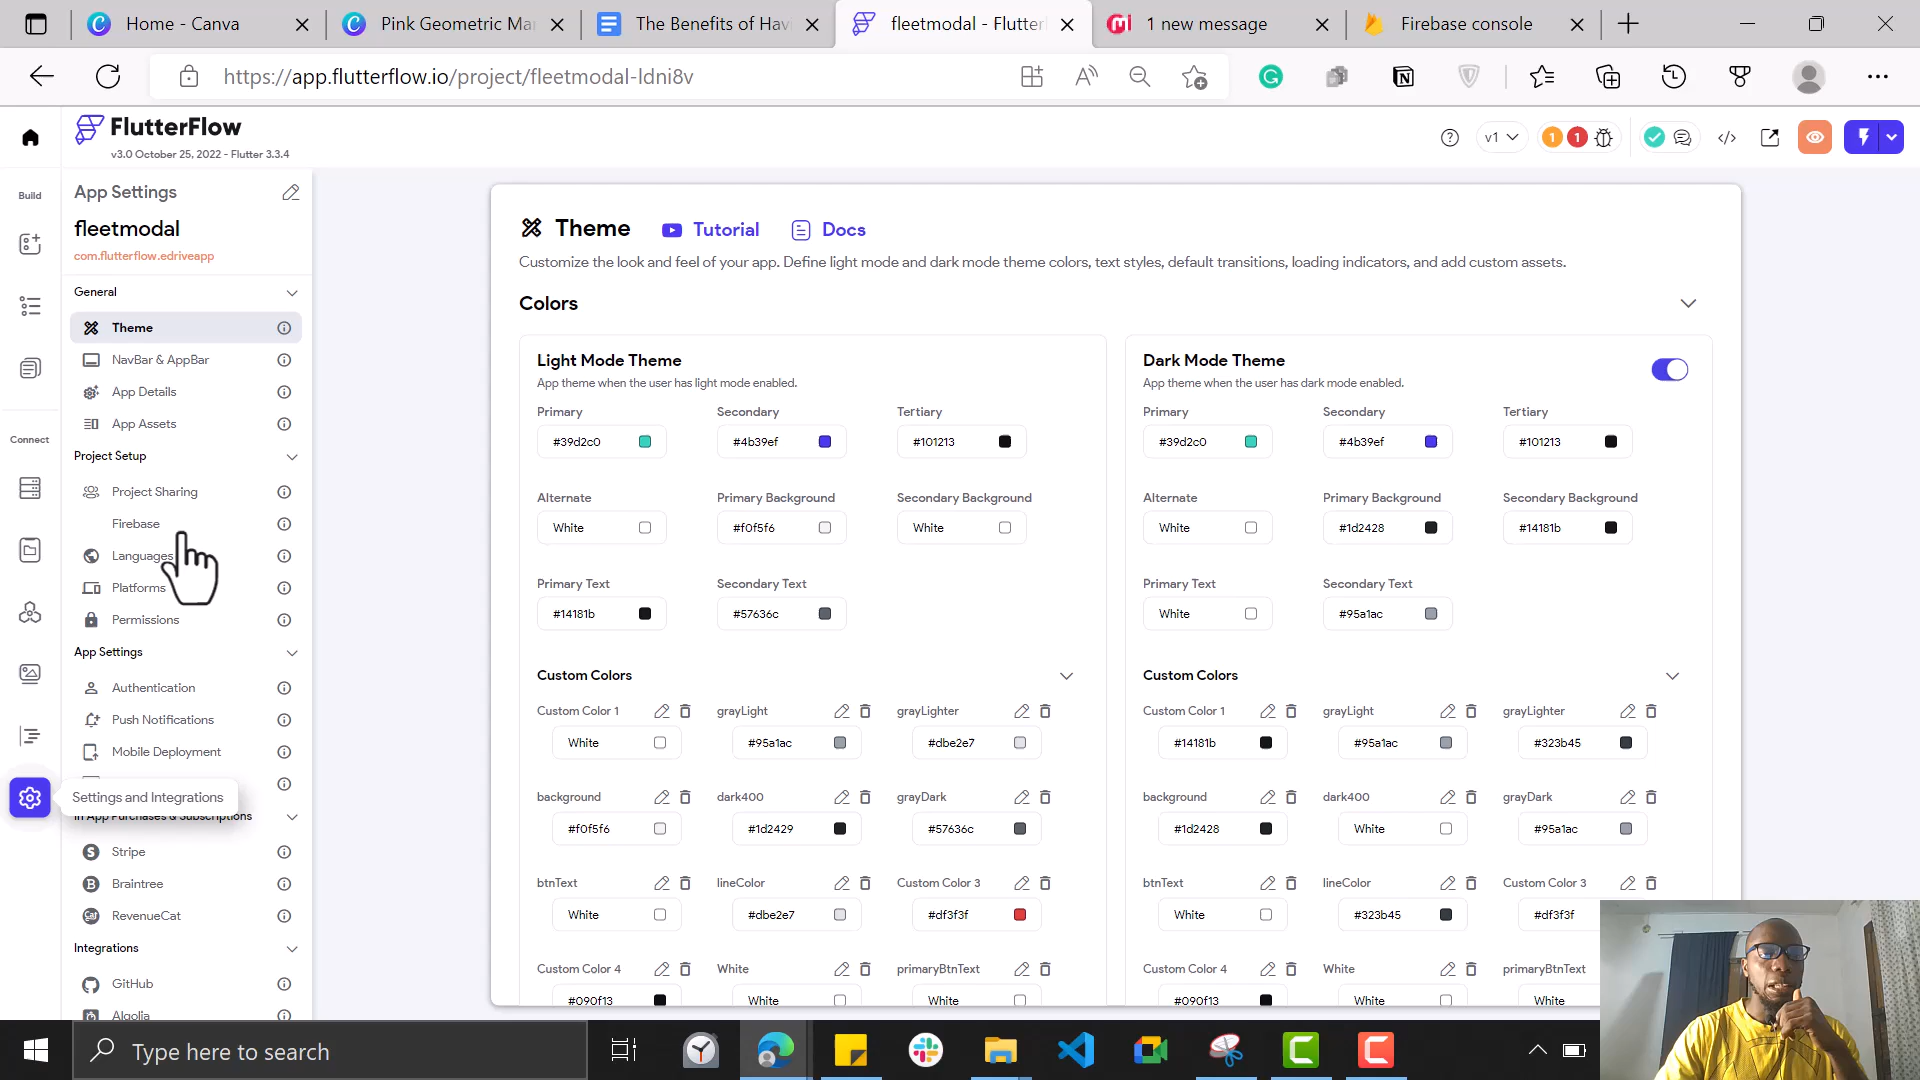 Home - Canva
Pink Geometric Mar
The Benefits of Havi
fleetmodal - Flutter
1 new message
Firebase console
https://app.flutterflow.io/project/fleetmodal-ldni8v
FlutterFlow
v3.0 October 25, 2022 - Flutter 3.3.4
v1
1
1
Build
Connect
App Settings
fleetmodal
com.flutterflow.edriveapp
General
Theme
NavBar & AppBar
App Details
App Assets
Project Setup
Project Sharing
Firebase
Languages
Platforms
Permissions
App Settings
Authentication
Push Notifications
Mobile Deployment
Settings and Integrations
In App Purchases & Subscriptions
Stripe
Braintree
RevenueCat
Integrations
GitHub
Algolia
Theme
Tutorial
Docs
Customize the look and feel of your app. Define light mode and dark mode theme colors, text styles, default transitions, loading indicators, and add custom assets.
Colors
Light Mode Theme
App theme when the user has light mode enabled.
Primary Secondary Tertiary
#39d2c0 #4b39ef #101213
Alternate Primary Background Secondary Background
White #f0f5f6 White
Primary Text Secondary Text
#14181b #57636c
Custom Colors
Custom Color 1 grayLight grayLighter
White #95a1ac #dbe2e7
background dark400 grayDark
#f0f5f6 #1d2429 #57636c
btnText lineColor Custom Color 3
White #dbe2e7 #df3f3f
Custom Color 4 White primaryBtnText
#090f13 White White
Dark Mode Theme
App theme when the user has dark mode enabled.
Primary Secondary Tertiary
#39d2c0 #4b39ef #101213
Alternate Primary Background Secondary Background
White #1d2428 #14181b
Primary Text Secondary Text
White #95a1ac
Custom Colors
Custom Color 1 grayLight grayLighter
#14181b #95a1ac #323b45
background dark400 grayDark
#1d2428 White #95a1ac
btnText lineColor Custom Color 3
White #323b45 #df3f3f
Custom Color 4 White primaryBtnText
#090f13 White White
Type here to search